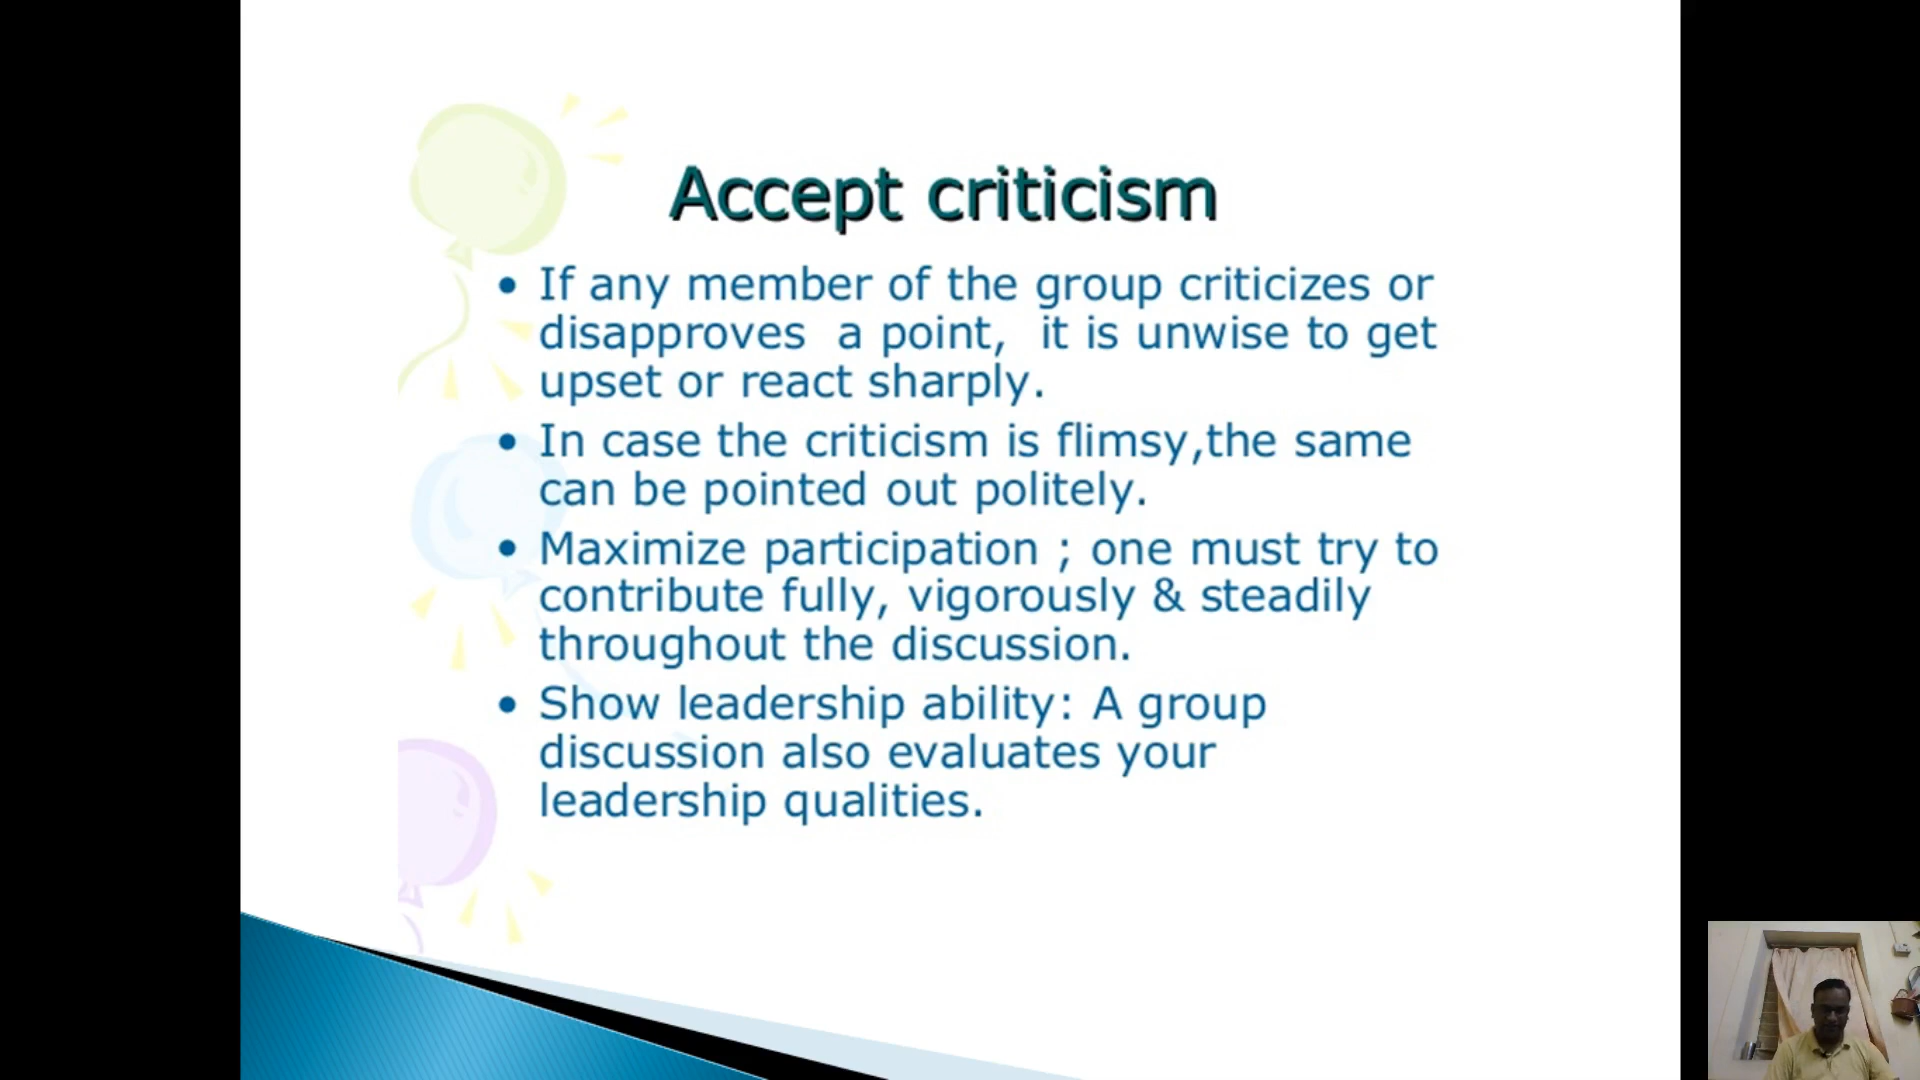 Accept criticism
• If any member of the group criticizes or
disapproves a point, it is unwise to get
upset or react sharply.
• In case the criticism is flimsy,the same
can be pointed out politely.
• Maximize participation ; one must try to
contribute fully, vigorously & steadily
throughout the discussion.
• Show leadership ability: A group
discussion also evaluates your
leadership qualities.